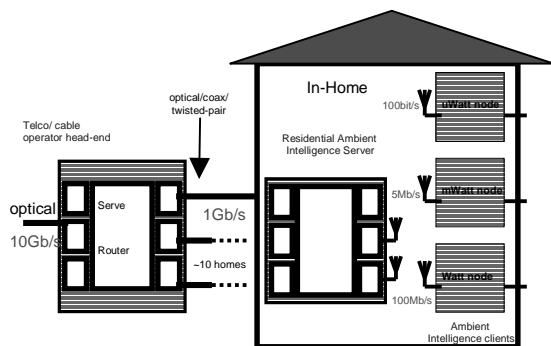 In-Home
optical/coax/
twisted-pair
Telco/ cable
operator head-end
Residential Ambient
Intelligence Server
100bit/s
uWatt node
optical
10Gb/s
Serve
Router
1Gb/s
~10 homes
5Mb/s
mWatt node
100Mb/s
Watt node
Ambient
Intelligence clients